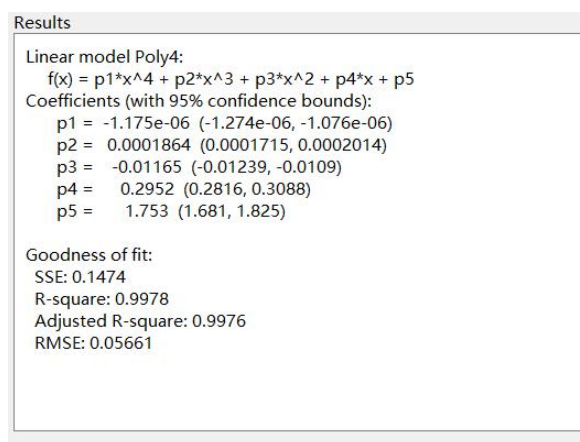 Results
Linear model Poly4:
f(x) = p1*x^4 + p2*x^3 + p3*x^2 + p4*x + p5
Coefficients (with 95% confidence bounds):
p1 = -1.175e-06 (-1.274e-06, -1.076e-06)
p2 = 0.0001864 (0.0001715, 0.0002014)
p3 = -0.01165 (-0.01239, -0.0109)
p4 = 0.2952 (0.2816, 0.3088)
p5 = 1.753 (1.681, 1.825)
Goodness of fit:
SSE: 0.1474
R-square: 0.9978
Adjusted R-square: 0.9976
RMSE: 0.05661